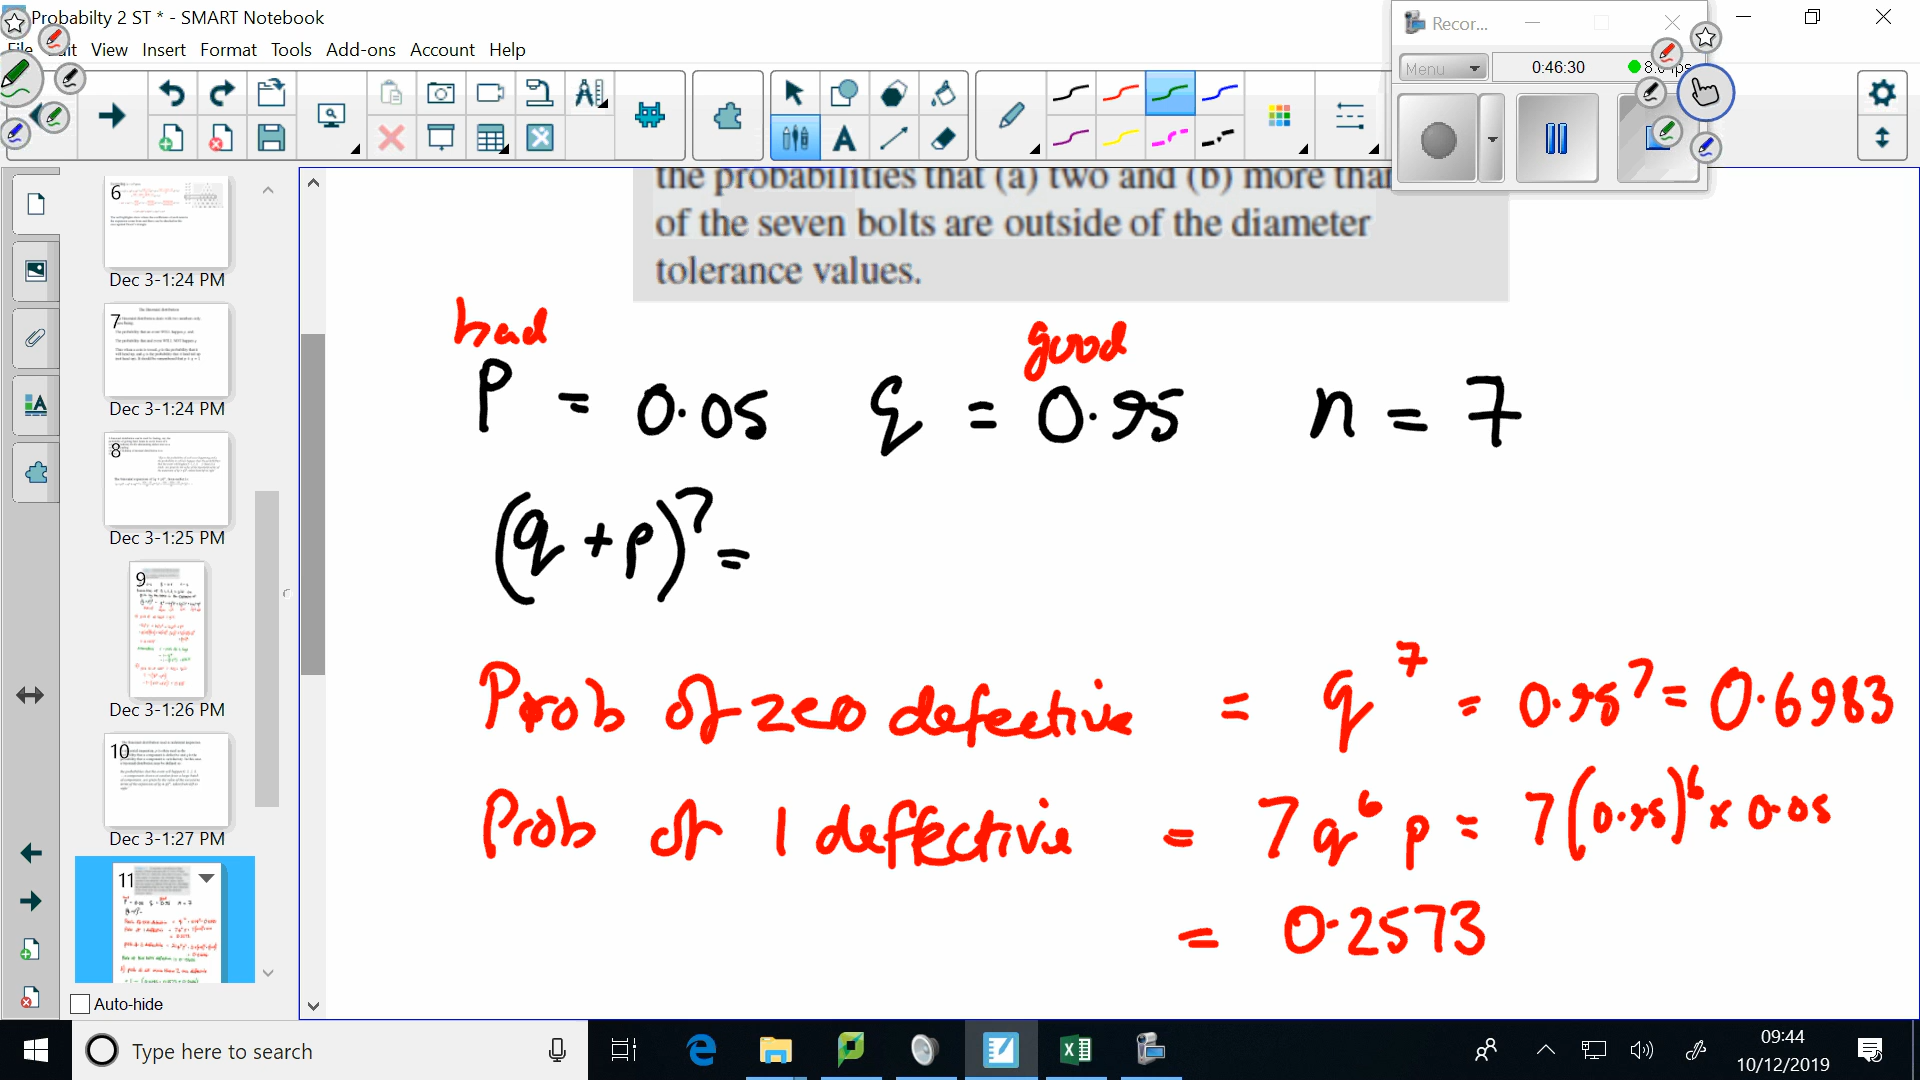 Probabilty 2 ST * - SMART Notebook
View Insert Format Tools Add-ons Account Help
Recor...
Menu
0:46:30
6
Dec 3-1:24 PM
7
Dec 3-1:24 PM
8
Dec 3-1:25 PM
9
Dec 3-1:26 PM
10
Dec 3-1:27 PM
11
Auto-hide
the probabilities that (a) two and (b) more than
of the seven bolts are outside of the diameter
tolerance values.
bad
good
P = 0.05 q = 0.95 n = 7
(q + p)⁷ =
Prob of zero defective = q⁷ = 0.95⁷ = 0.6983
Prob of 1 defective = 7q⁶p = 7(0.95)⁶ x 0.05
= 0.2573
Type here to search
09:44
10/12/2019